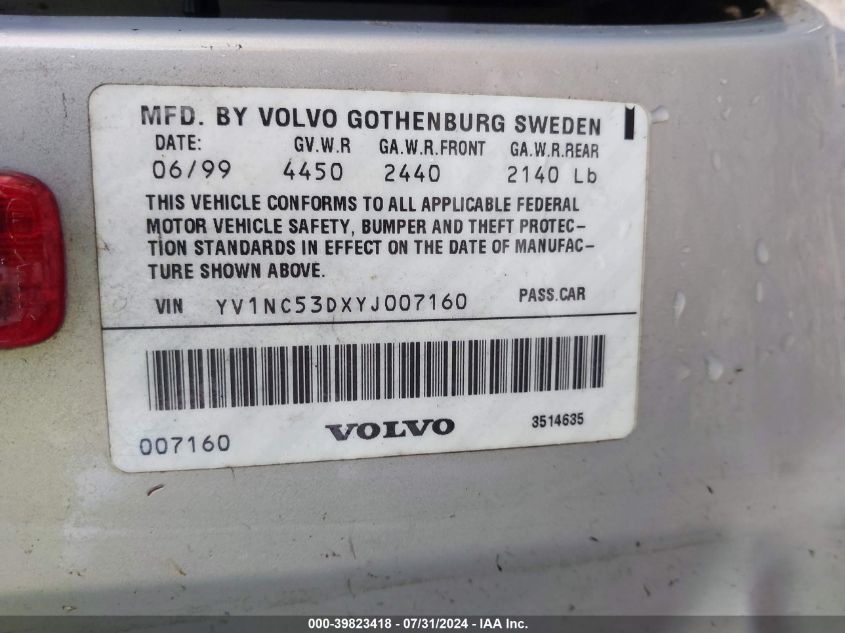 MFD. BY VOLVO GOTHENBURG SWEDEN
DATE: GV.W.R GA.W.R.FRONT GA.W.R.REAR
06/99 4450 2440 2140 Lb
THIS VEHICLE CONFORMS TO ALL APPLICABLE FEDERAL
MOTOR VEHICLE SAFETY, BUMPER AND THEFT PROTEC-
TION STANDARDS IN EFFECT ON THE DATE OF MANUFAC-
TURE SHOWN ABOVE.
VIN YV1NC53DXYJ007160 PASS.CAR
007160 VOLVO 3514635
000-39823418 - 07/31/2024 - IAA Inc.